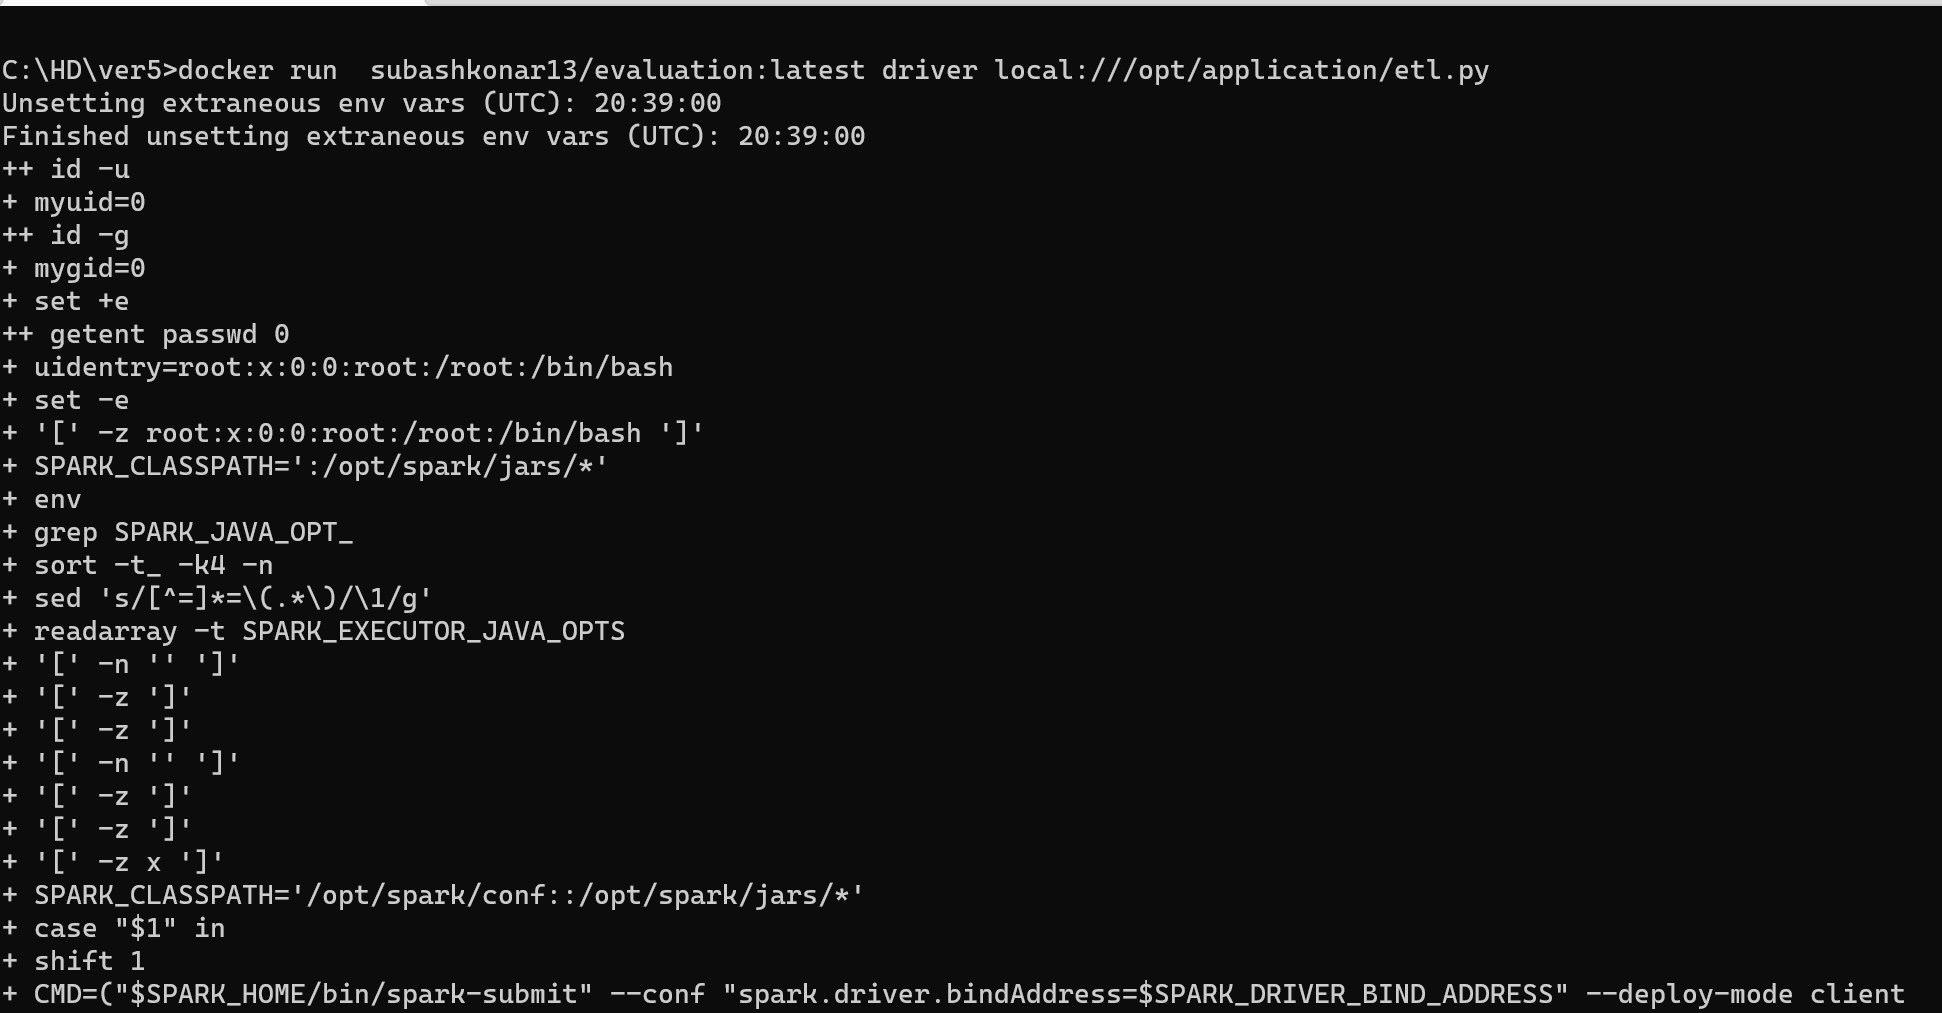 C:\HD\ver5>docker run  subashkonar13/evaluation:latest driver local:///opt/application/etl.py
Unsetting extraneous env vars (UTC): 20:39:00
Finished unsetting extraneous env vars (UTC): 20:39:00
++ id -u
+ myuid=0
++ id -g
+ mygid=0
+ set +e
++ getent passwd 0
+ uidentry=root:x:0:0:root:/root:/bin/bash
+ set -e
+ '[' -z root:x:0:0:root:/root:/bin/bash ']'
+ SPARK_CLASSPATH=':/opt/spark/jars/*'
+ env
+ grep SPARK_JAVA_OPT_
+ sort -t_ -k4 -n
+ sed 's/[^=]*=\(.*\)/\1/g'
+ readarray -t SPARK_EXECUTOR_JAVA_OPTS
+ '[' -n '' ']'
+ '[' -z ']'
+ '[' -z ']'
+ '[' -n '' ']'
+ '[' -z ']'
+ '[' -z ']'
+ '[' -z x ']'
+ SPARK_CLASSPATH='/opt/spark/conf::/opt/spark/jars/*'
+ case "$1" in
+ shift 1
+ CMD=("$SPARK_HOME/bin/spark-submit" --conf "spark.driver.bindAddress=$SPARK_DRIVER_BIND_ADDRESS" --deploy-mode client